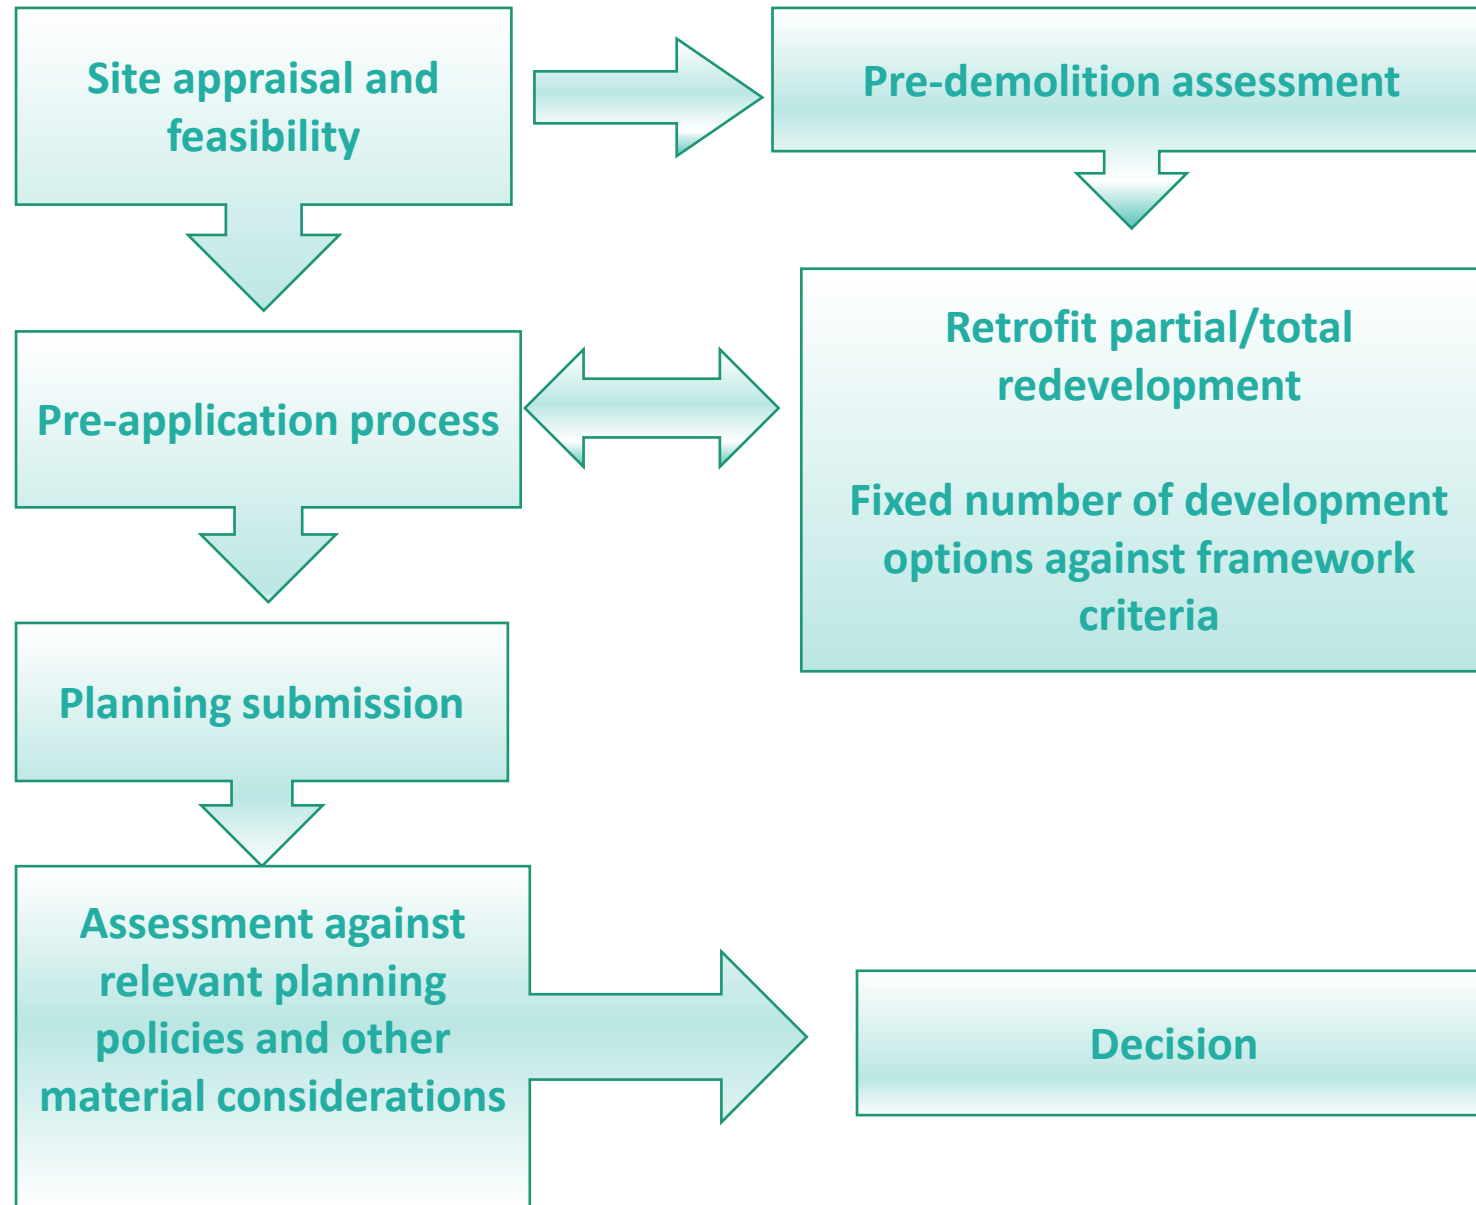 Site appraisal and
feasibility
Pre-demolition assessment
Pre-application process
Retrofit partial/total
redevelopment
Fixed number of development
options against framework
criteria
Planning submission
Assessment against
relevant planning
policies and other
material considerations
Decision